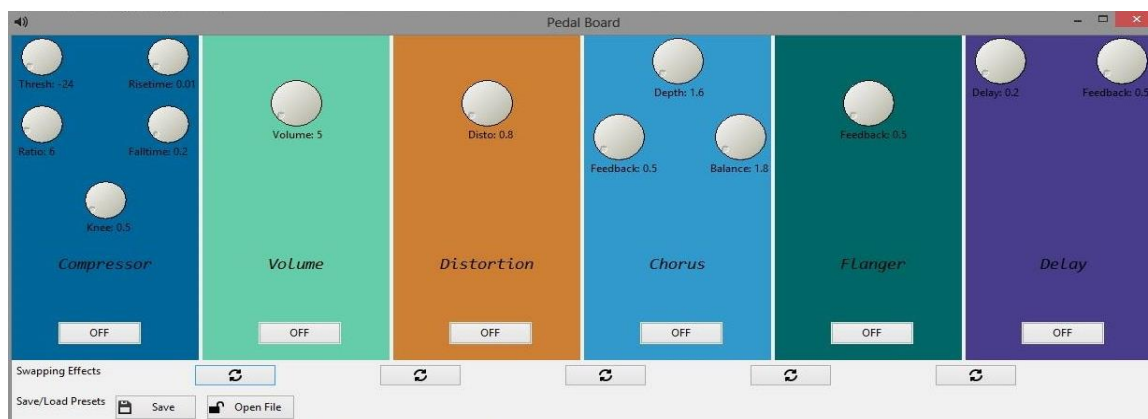 Pedal Board
Thresh: -24
Risetime: 0.01
Ratio: 6
Falltime: 0.2
Knee: 0.5
Compressor
OFF
Volume: 5
Volume
OFF
Disto: 0.8
Distortion
OFF
Depth: 1.6
Feedback: 0.5
Balance: 1.8
Chorus
OFF
Feedback: 0.5
Flanger
OFF
Delay: 0.2
Feedback: 0.5
Delay
OFF
Swapping Effects
Save/Load Presets
Save
Open File